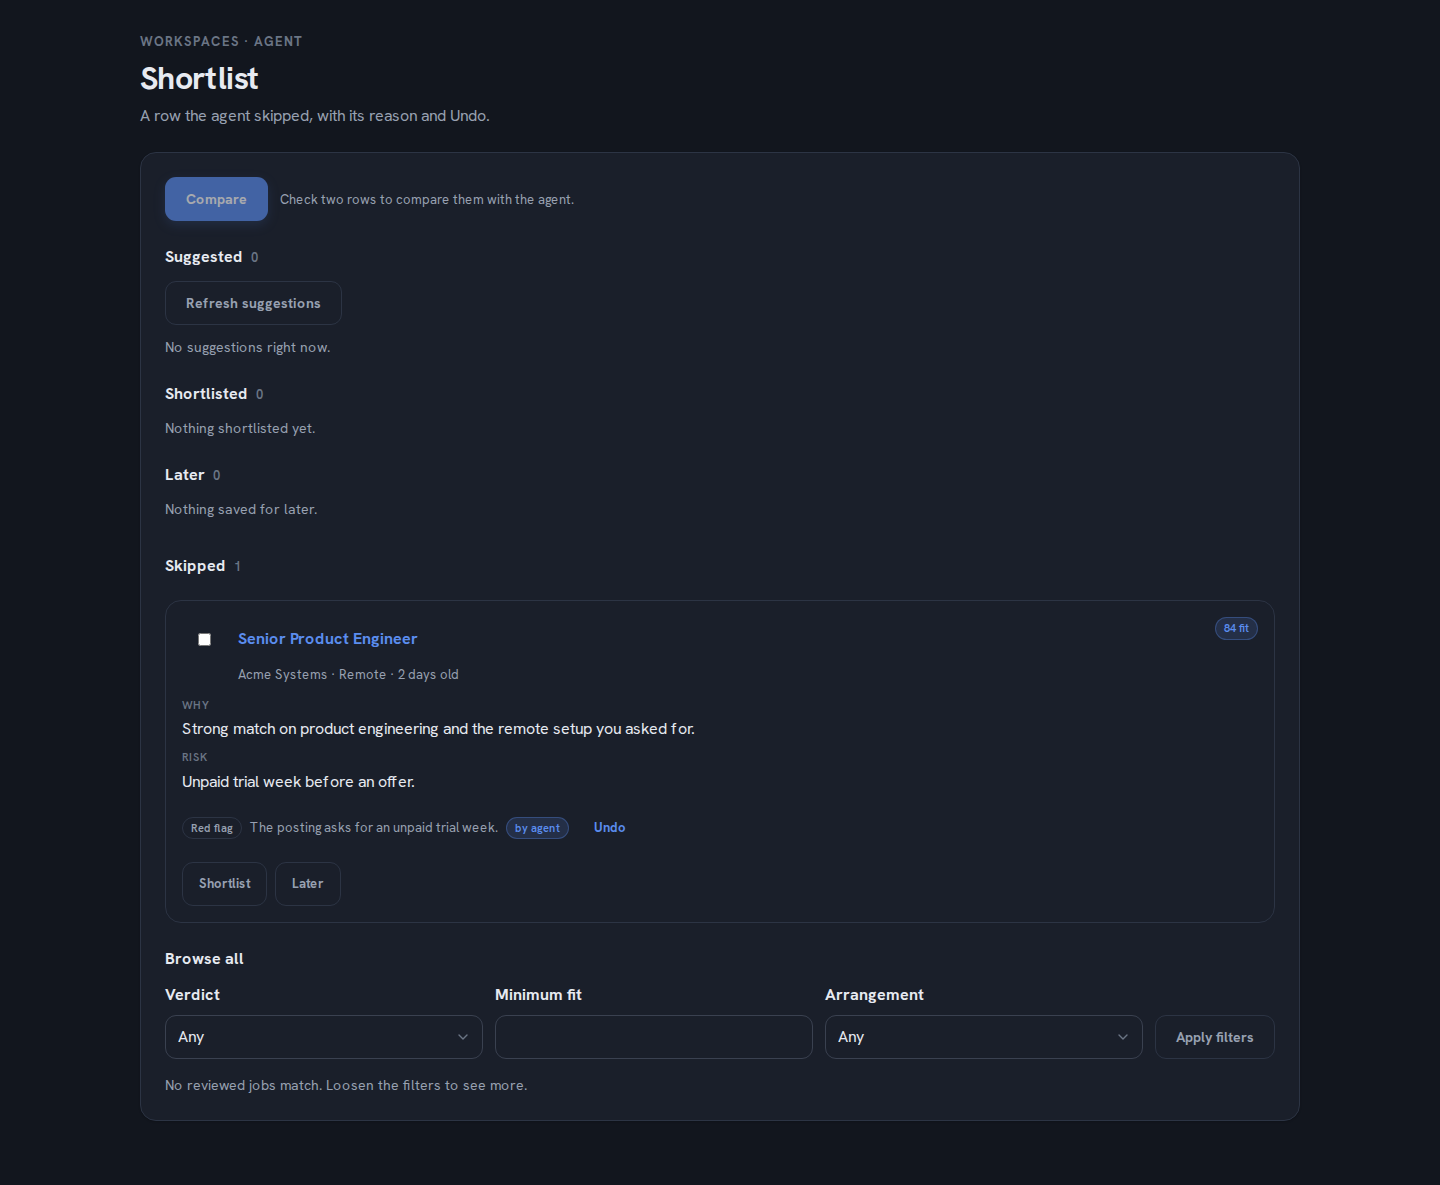 WORKSPACES · AGENT
Shortlist
A row the agent skipped, with its reason and Undo.
Compare
Check two rows to compare them with the agent.
Suggested 0
Refresh suggestions
No suggestions right now.
Shortlisted 0
Nothing shortlisted yet.
Later 0
Nothing saved for later.
Skipped 1
Senior Product Engineer
84 fit
Acme Systems · Remote · 2 days old
WHY
Strong match on product engineering and the remote setup you asked for.
RISK
Unpaid trial week before an offer.
Red flag The posting asks for an unpaid trial week. by agent Undo
Shortlist Later
Browse all
Verdict Minimum fit Arrangement
Any Any Apply filters
No reviewed jobs match. Loosen the filters to see more.